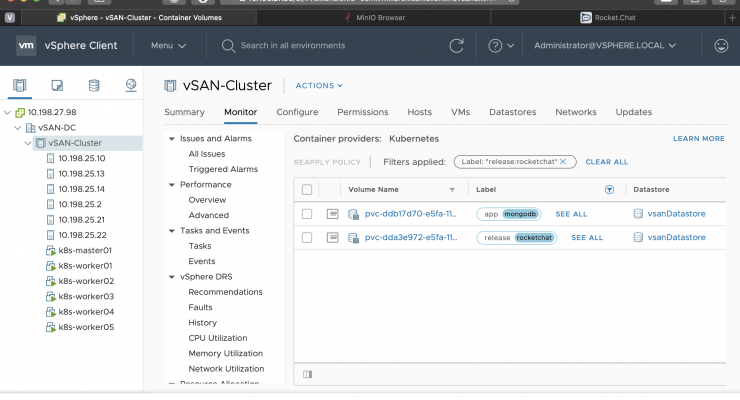 vSphere - vSAN-Cluster - Container Volumes
MinIO Browser
Rocket.Chat
vm vSphere Client
Menu
Search in all environments
Administrator@VSPHERE.LOCAL
10.198.27.98
vSAN-DC
vSAN-Cluster
10.198.25.10
10.198.25.13
10.198.25.14
10.198.25.2
10.198.25.21
10.198.25.22
k8s-master01
k8s-worker01
k8s-worker02
k8s-worker03
k8s-worker04
k8s-worker05
vSAN-Cluster ACTIONS
Summary Monitor Configure Permissions Hosts VMs Datastores Networks Updates
Issues and Alarms
All Issues
Triggered Alarms
Performance
Overview
Advanced
Tasks and Events
Tasks
Events
vSphere DRS
Recommendations
Faults
History
CPU Utilization
Memory Utilization
Network Utilization
Resource Allocation
Container providers: Kubernetes LEARN MORE
REAPPLY POLICY Filters applied: Label: "release:rocketchat" CLEAR ALL
Volume Name Label Datastore
pvc-ddb17d70-e5fa-11... app mongodb SEE ALL vsanDatastore
pvc-dda3e972-e5fa-11... release rocketchat SEE ALL vsanDatastore